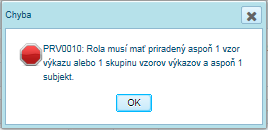 Chyba
PRV0010: Rola musí mať priradený aspoň 1 vzor
výkazu alebo 1 skupinu vzorov výkazov a aspoň 1
subjekt.
OK